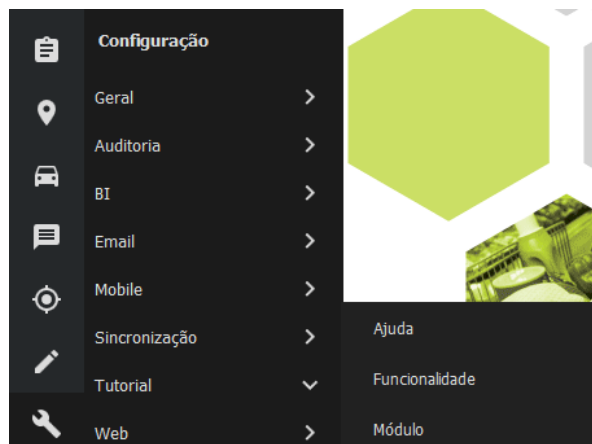 Configuração
Geral
Auditoria
BI
Email
Mobile
Sincronização
Tutorial
Web
Ajuda
Funcionalidade
Módulo